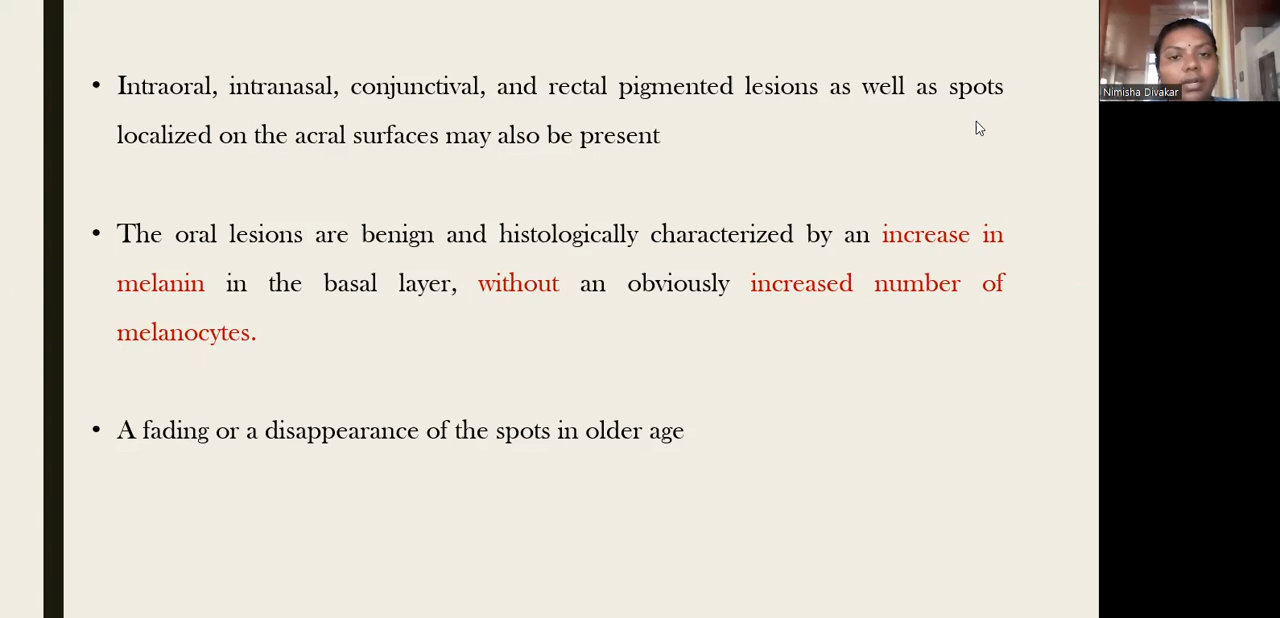 • Intraoral, intranasal, conjunctival, and rectal pigmented lesions as well as spots
localized on the acral surfaces may also be present
• The oral lesions are benign and histologically characterized by an increase in
melanin in the basal layer, without an obviously increased number of
melanocytes.
• A fading or a disappearance of the spots in older age
Nimisha Divakar